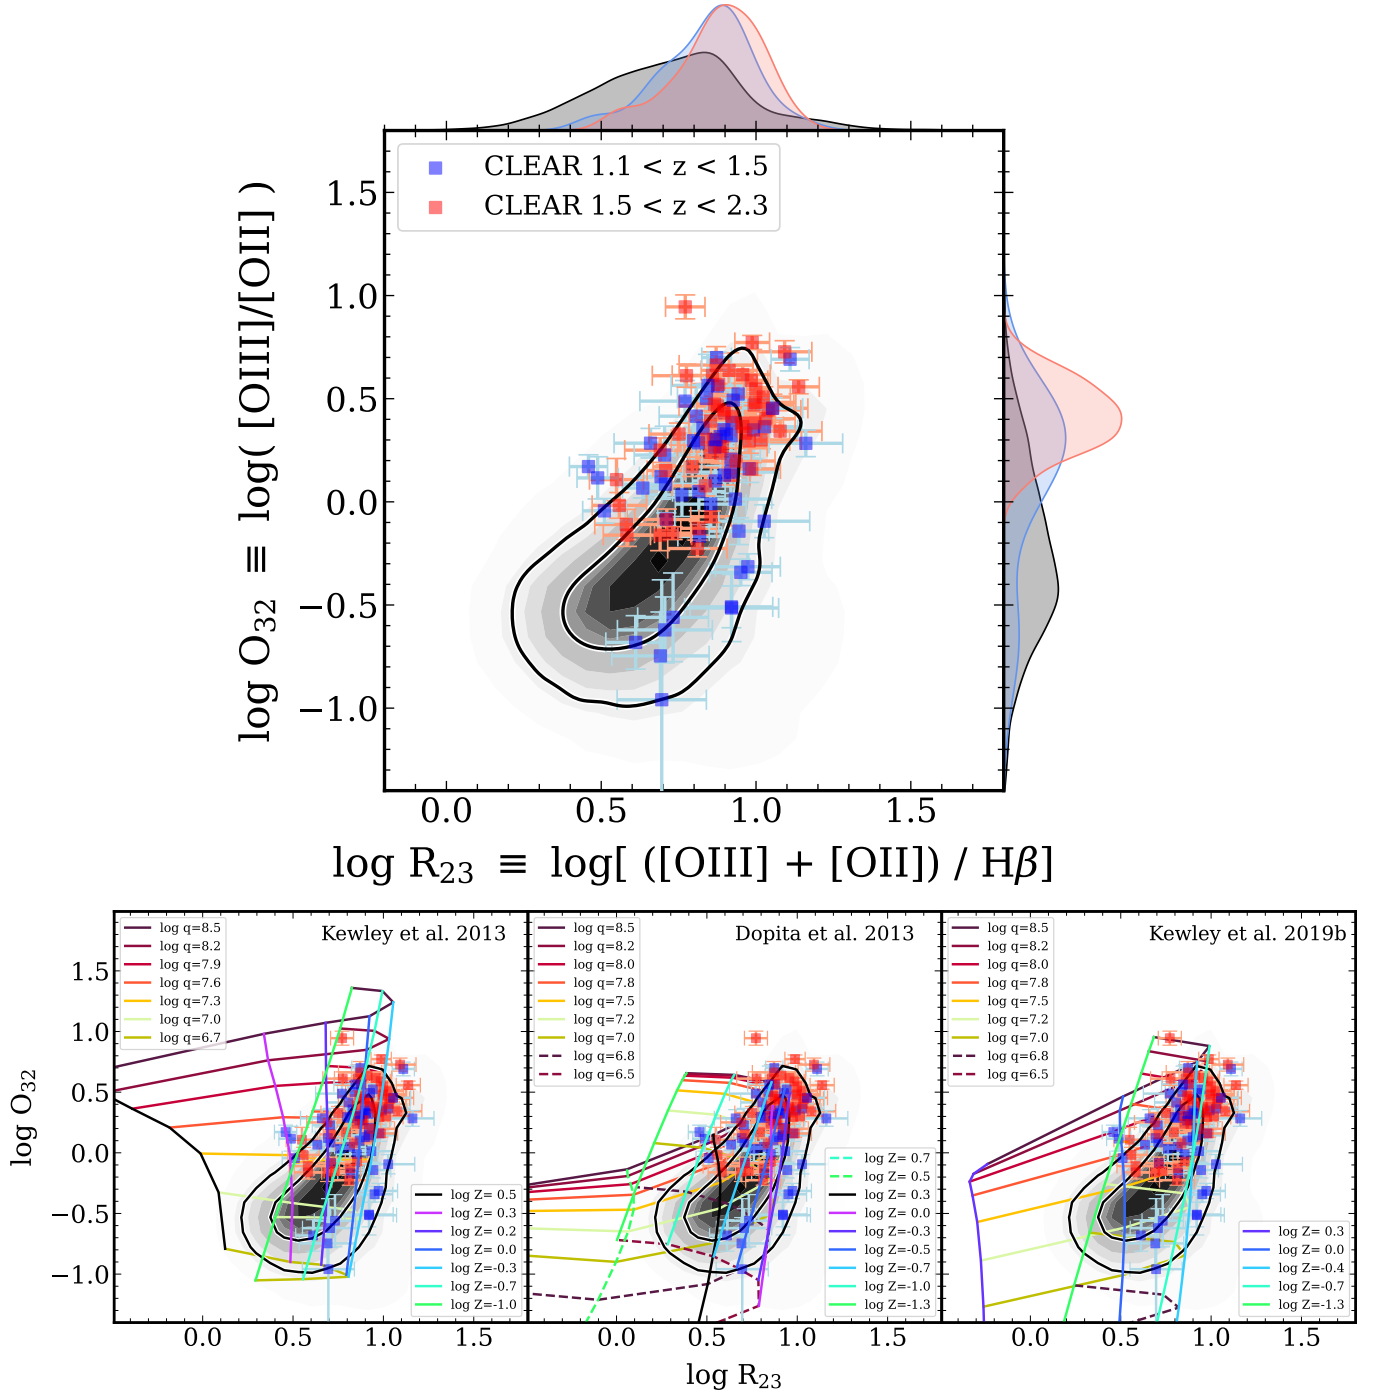 CLEAR 1.1 < z < 1.5
CLEAR 1.5 < z < 2.3
log O32 ≡ log( [OIII]/[OII] )
1.5
1.0
0.5
0.0
−0.5
−1.0
0.0 0.5 1.0 1.5
log R23 ≡ log[ ([OIII] + [OII]) / Hβ]
log O32
1.5
1.0
0.5
0.0
−0.5
−1.0
Kewley et al. 2013
log q=8.5
log q=8.2
log q=7.9
log q=7.6
log q=7.3
log q=7.0
log q=6.7
log Z= 0.5
log Z= 0.3
log Z= 0.2
log Z= 0.0
log Z=-0.3
log Z=-0.7
log Z=-1.0
0.0 0.5 1.0 1.5
Dopita et al. 2013
log q=8.5
log q=8.2
log q=8.0
log q=7.8
log q=7.5
log q=7.2
log q=7.0
log q=6.8
log q=6.5
log Z= 0.7
log Z= 0.5
log Z= 0.3
log Z= 0.0
log Z=-0.3
log Z=-0.5
log Z=-0.7
log Z=-1.0
log Z=-1.3
0.0 0.5 1.0 1.5
Kewley et al. 2019b
log q=8.5
log q=8.2
log q=8.0
log q=7.8
log q=7.5
log q=7.2
log q=7.0
log q=6.8
log q=6.5
log Z= 0.3
log Z= 0.0
log Z=-0.4
log Z=-0.7
log Z=-1.3
0.0 0.5 1.0 1.5
log R23